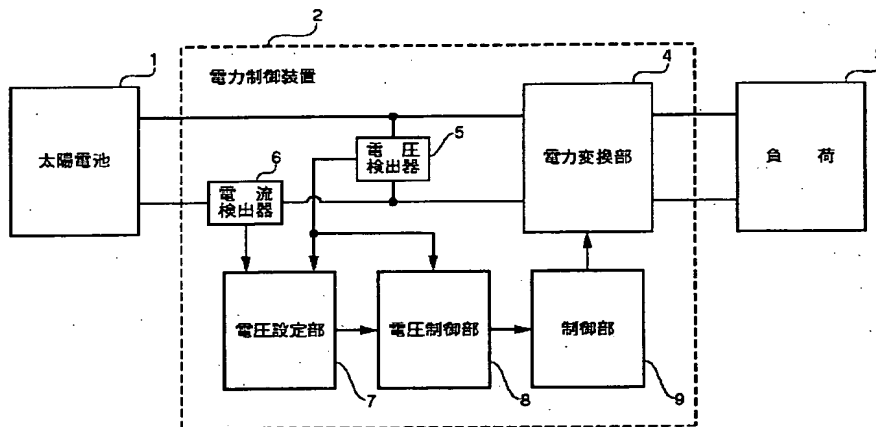 2
1
電力制御装置
4
太陽電池
電圧
検出器
5
6
電流
検出器
電力変換部
負荷
電圧設定部
電圧制御部
制御部
7
8
9